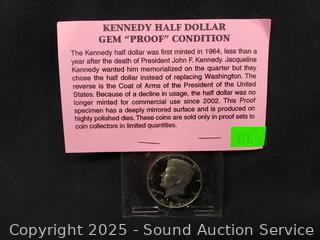 KENNEDY HALF DOLLAR
GEM "PROOF" CONDITION
The Kennedy half dollar was first minted in 1964, less than a
year after the death of President John F. Kennedy. Jacqueline
Kennedy wanted him memorialized on the quarter but they
chose the half dollar instead of replacing Washington. The
reverse is the Coat of Arms of the President of the United
States. Because of a decline in usage, the half dollar was no
longer minted for commercial use since 2002. This Proof
specimen has a deeply mirrored surface and is produced on
highly polished dies. These coins are sold only in proof sets to
coin collectors in limited quantities.
Copyright © 2025 - Sound Auction Service